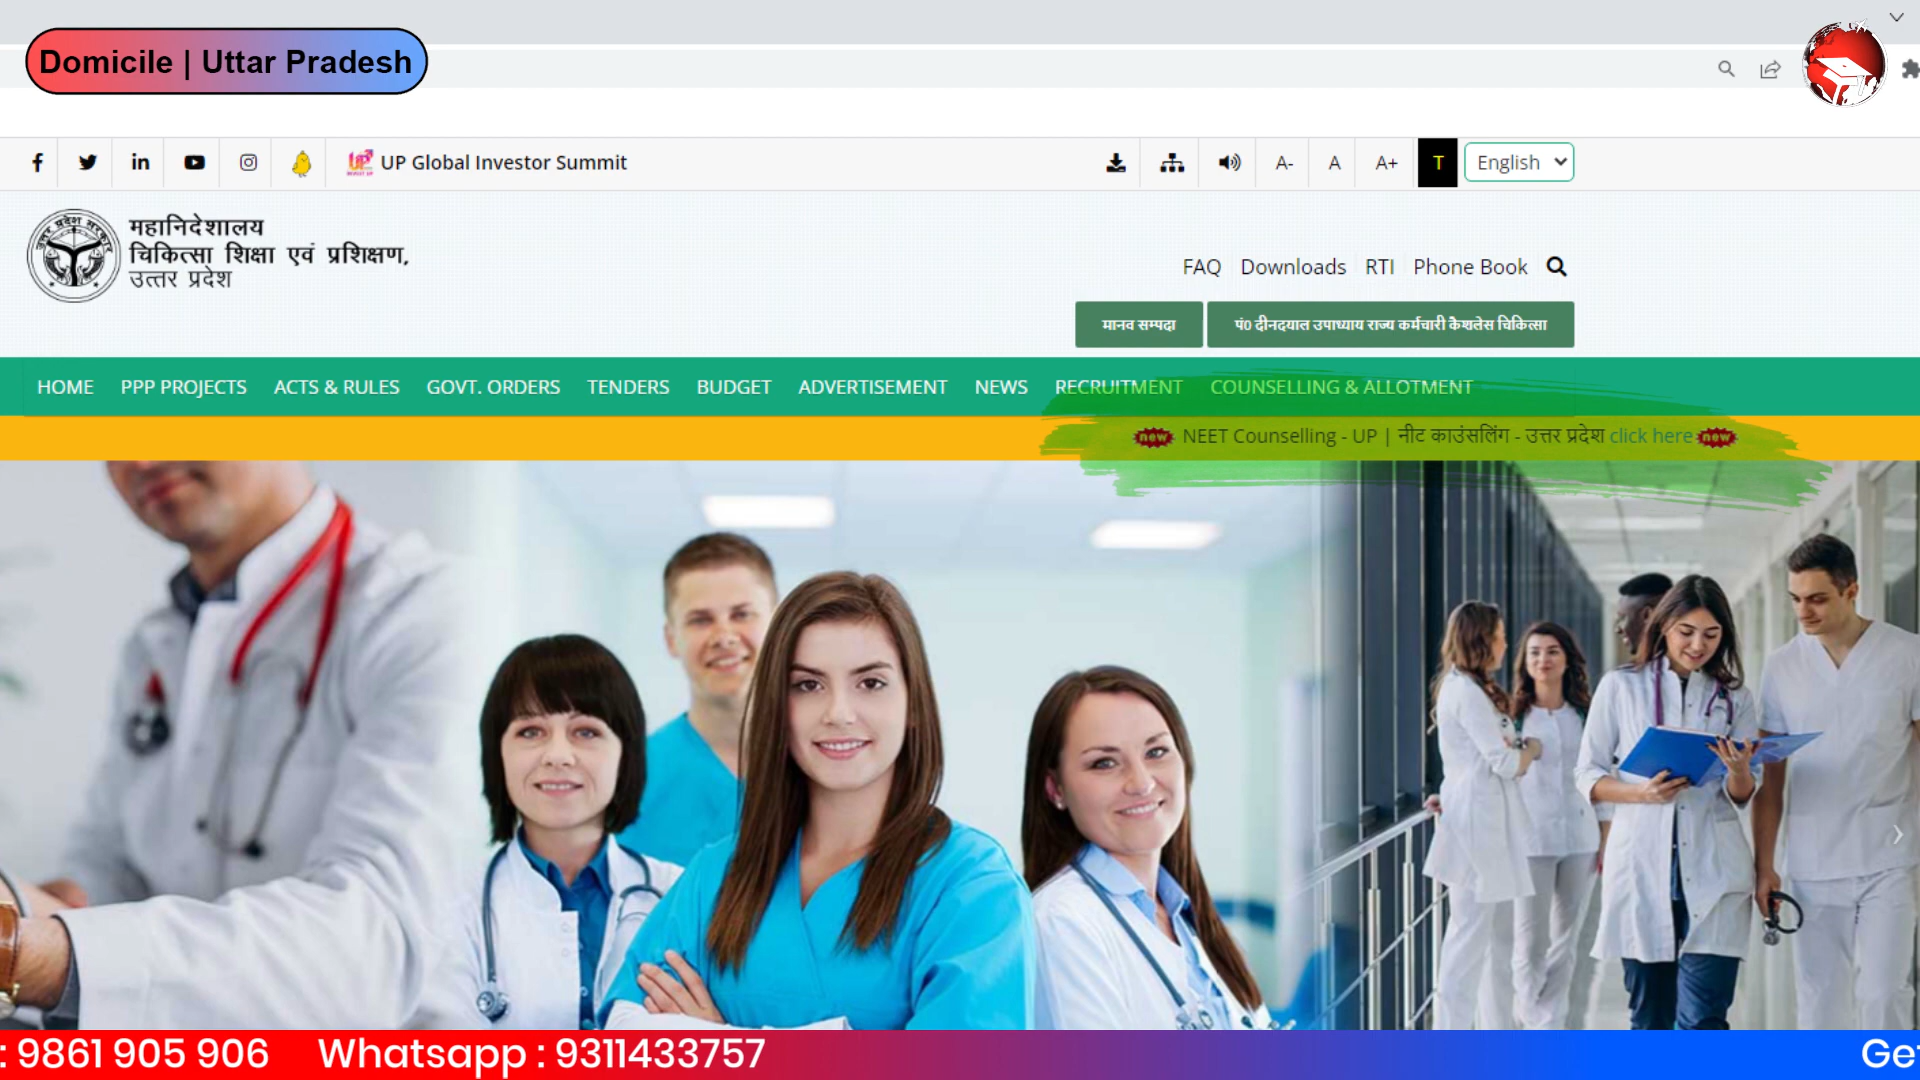 Domicile | Uttar Pradesh
UP Global Investor Summit
A-
A
A+
T
English
महानिदेशालय
चिकित्सा शिक्षा एवं प्रशिक्षण,
उत्तर प्रदेश
FAQ Downloads RTI Phone Book
मानव सम्पदा
पं0 दीनदयाल उपाध्याय राज्य कर्मचारी कैशलेस चिकित्सा
HOME PPP PROJECTS ACTS & RULES GOVT. ORDERS TENDERS BUDGET ADVERTISEMENT NEWS RECRUITMENT COUNSELLING & ALLOTMENT
new NEET Counselling - UP | नीट काउंसलिंग - उत्तर प्रदेश click here new
: 9861 905 906 Whatsapp : 9311433757 Get